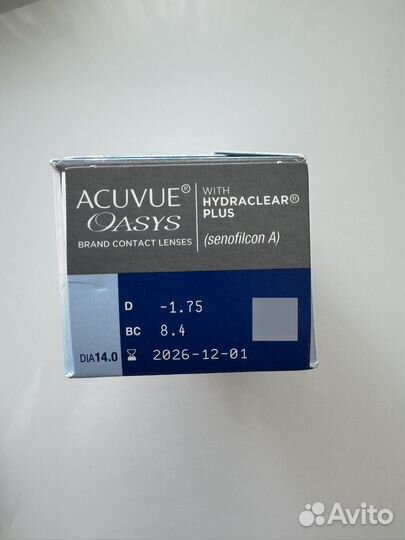 ACUVUE®
OASYS
BRAND CONTACT LENSES
WITH
HYDRACLEAR®
PLUS
(senofilcon A)
D -1.75
BC 8.4
DIA14.0
2026-12-01
Avito